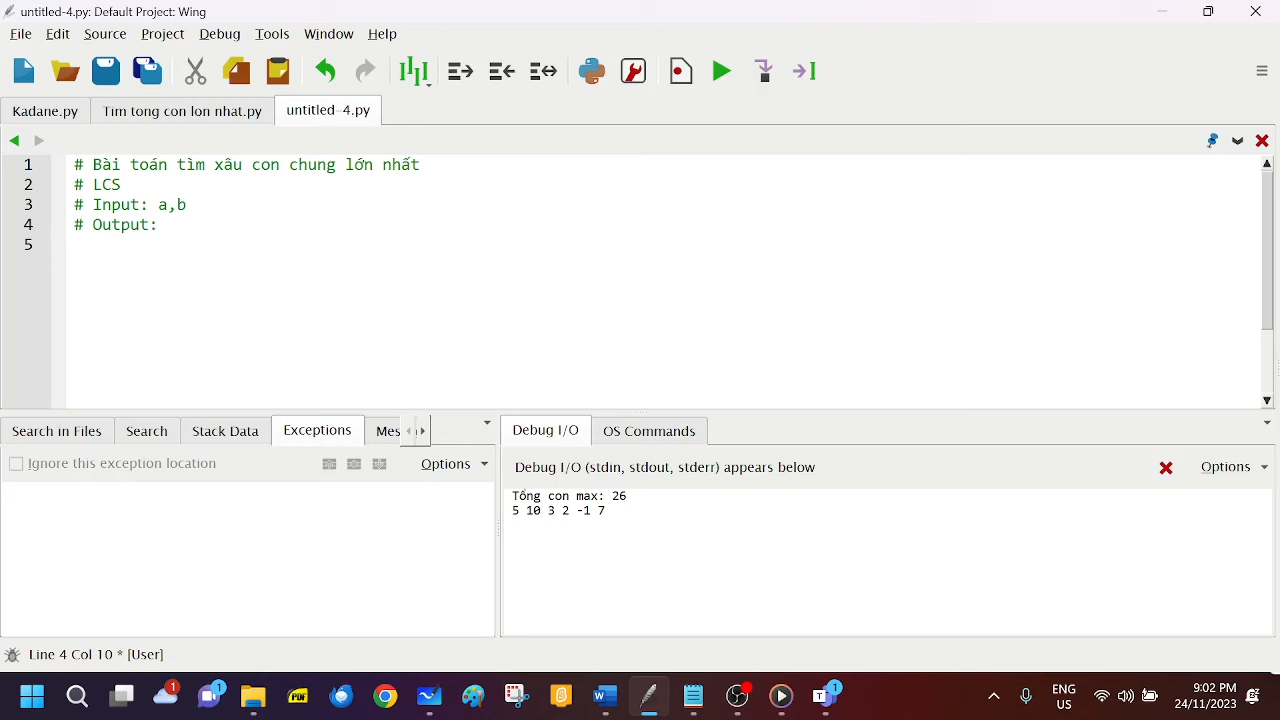 untitled-4.py: Default Project: Wing
File Edit Source Project Debug Tools Window Help
Kadane.py Tim tong con lon nhat.py untitled-4.py
1 # Bài toán tìm xâu con chung lớn nhất
2 # LCS
3 # Input: a,b
4 # Output:
5
Search in Files Search Stack Data Exceptions Mes
Debug I/O OS Commands
Ignore this exception location Options
Debug I/O (stdin, stdout, stderr) appears below Options
Tổng con max: 26
5 10 3 2 -1 7
Line 4 Col 10 * [User]
1 1 PDF 1
ENG
US
9:02 PM
24/11/2023